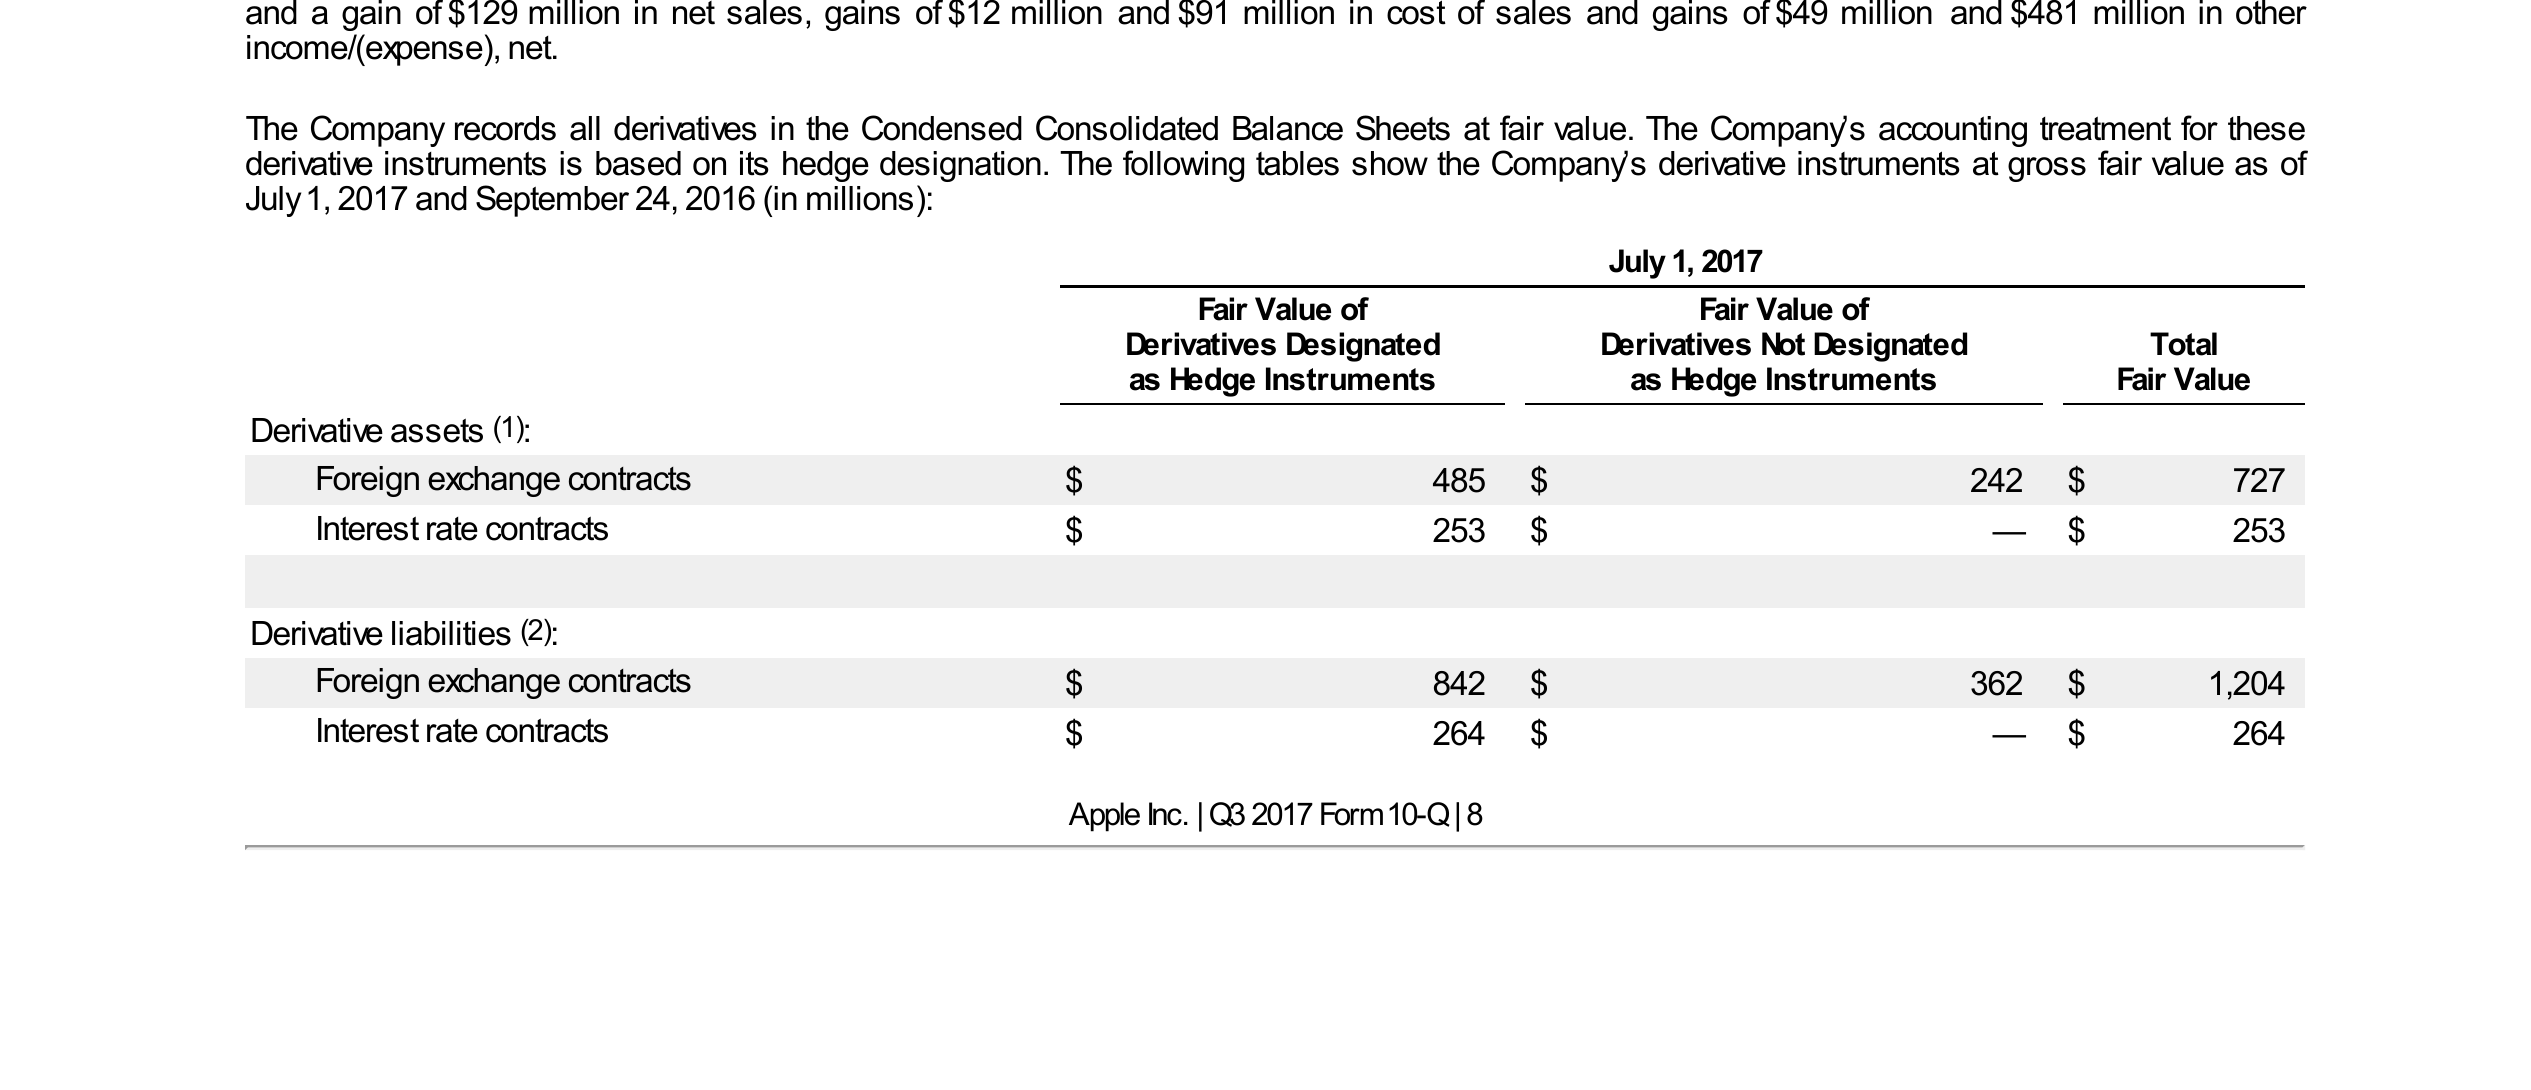 and a gain of $129 million in net sales, gains of $12 million and $91 million in cost of sales and gains of $49 million and $481 million in other
income/(expense), net.
The Company records all derivatives in the Condensed Consolidated Balance Sheets at fair value. The Company's accounting treatment for these
derivative instruments is based on its hedge designation. The following tables show the Company's derivative instruments at gross fair value as of
July 1, 2017 and September 24, 2016 (in millions):
July 1, 2017
Fair Value of Fair Value of
Derivatives Designated Derivatives Not Designated Total
as Hedge Instruments as Hedge Instruments Fair Value
Derivative assets (1):
Foreign exchange contracts $ 485 $ 242 $ 727
Interest rate contracts $ 253 $ — $ 253
Derivative liabilities (2):
Foreign exchange contracts $ 842 $ 362 $ 1,204
Interest rate contracts $ 264 $ — $ 264
Apple Inc. | Q3 2017 Form 10-Q | 8